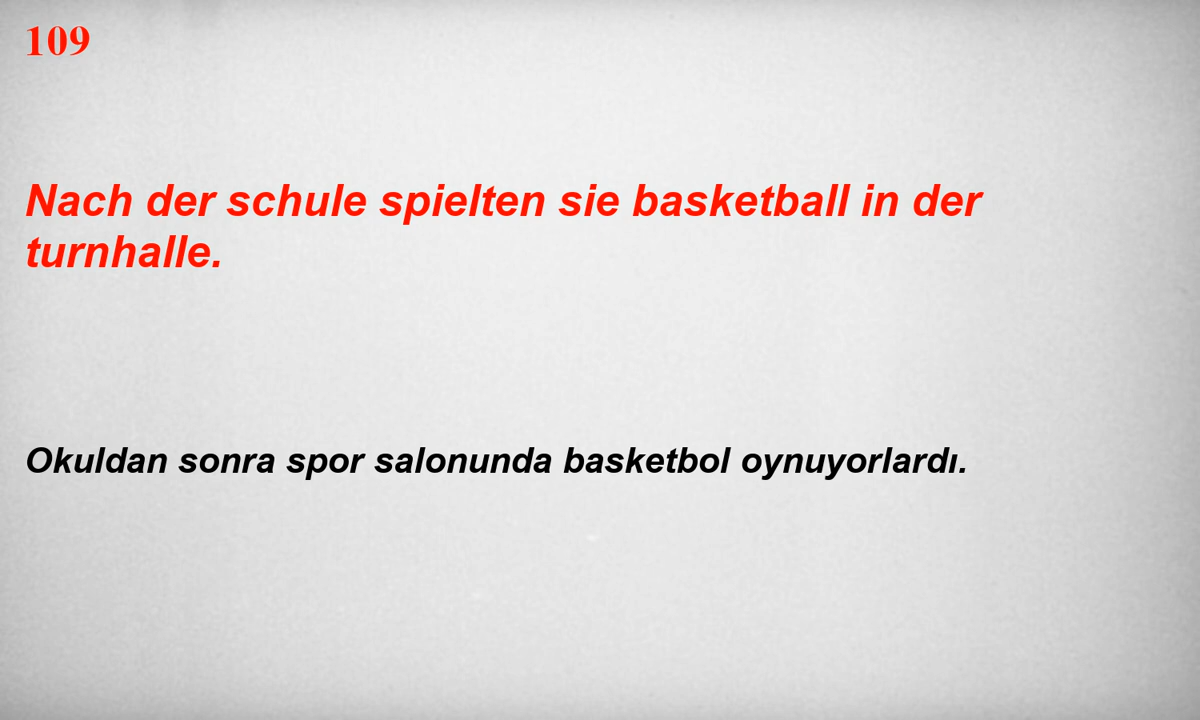 109
Nach der schule spielten sie basketball in der
turnhalle.
Okuldan sonra spor salonunda basketbol oynuyorlardı.